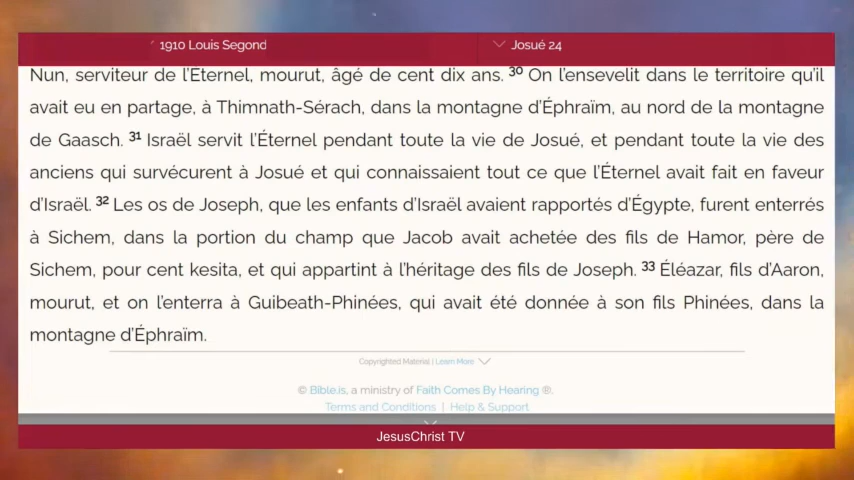 1910 Louis Segond
Josué 24
Nun, serviteur de l'Éternel, mourut, âgé de cent dix ans. 30 On l'ensevelit dans le territoire qu'il
avait eu en partage, à Thimnath-Sérach, dans la montagne d'Éphraïm, au nord de la montagne
de Gaasch. 31 Israël servit l'Éternel pendant toute la vie de Josué, et pendant toute la vie des
anciens qui survécurent à Josué et qui connaissaient tout ce que l'Éternel avait fait en faveur
d'Israël. 32 Les os de Joseph, que les enfants d'Israël avaient rapportés d'Égypte, furent enterrés
à Sichem, dans la portion du champ que Jacob avait achetée des fils de Hamor, père de
Sichem, pour cent kesita, et qui appartint à l'héritage des fils de Joseph. 33 Éléazar, fils d'Aaron,
mourut, et on l'enterra à Guibeath-Phinées, qui avait été donnée à son fils Phinées, dans la
montagne d'Éphraïm.
Copyrighted Material | Learn More
© Bible.is, a ministry of Faith Comes By Hearing ®.
Terms and Conditions | Help & Support
JesusChrist TV